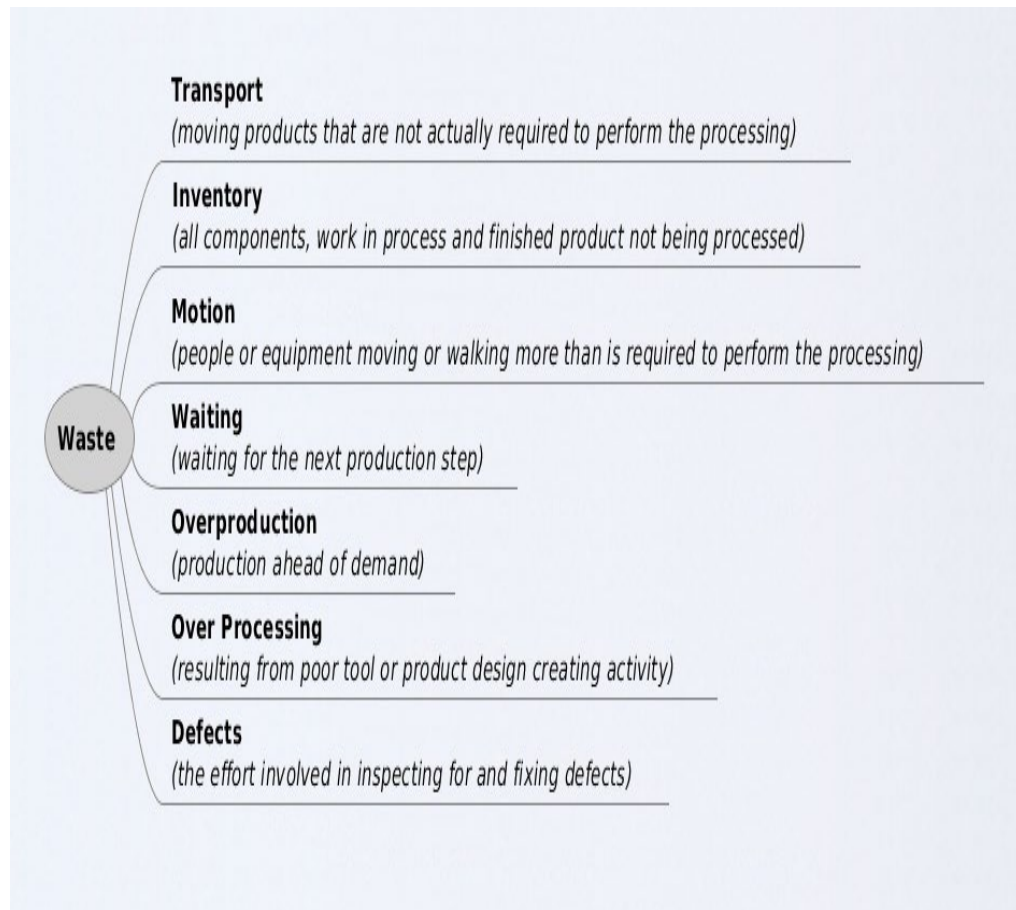 Transport
(moving products that are not actually required to perform the processing)
Inventory
(all components, work in process and finished product not being processed)
Motion
(people or equipment moving or walking more than is required to perform the processing)
Waste
Waiting
(waiting for the next production step)
Overproduction
(production ahead of demand)
Over Processing
(resulting from poor tool or product design creating activity)
Defects
(the effort involved in inspecting for and fixing defects)